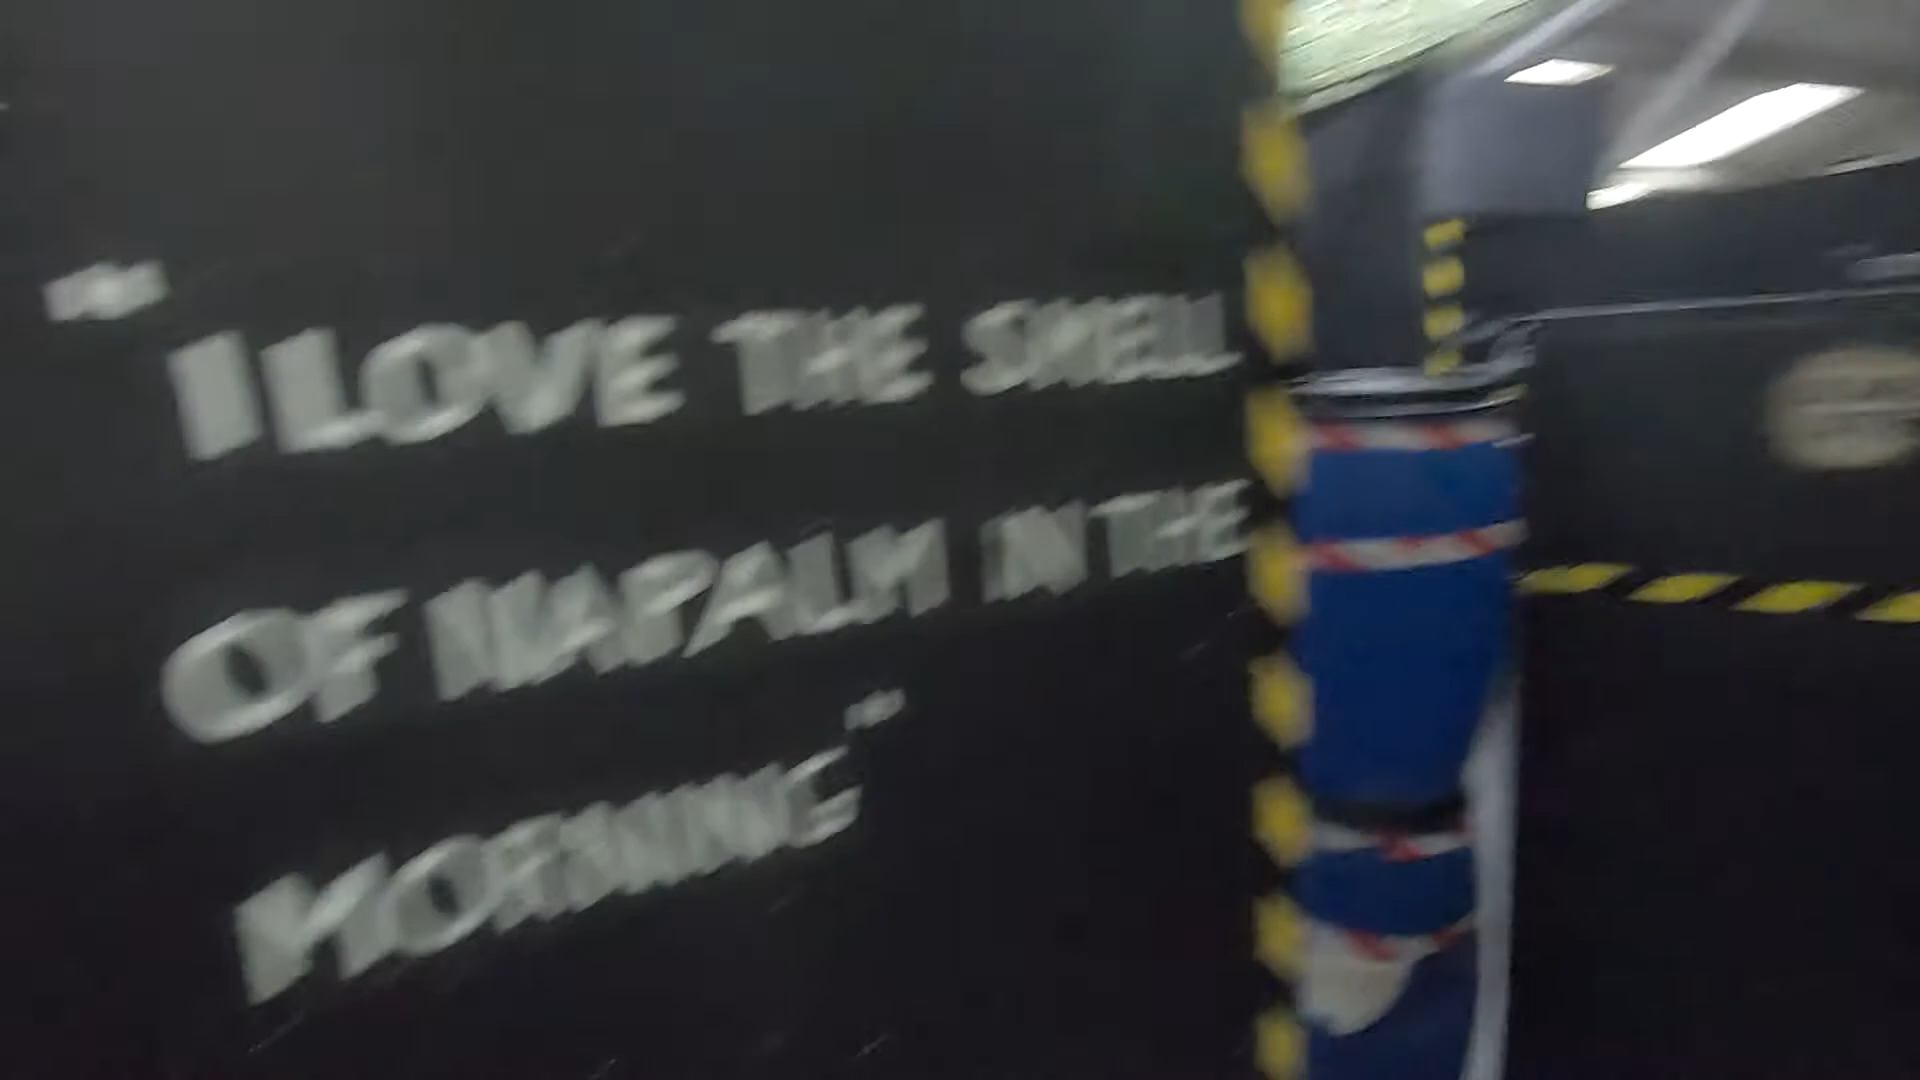 "I LOVE THE SMELL
OF NAPALM IN THE
MORNING"